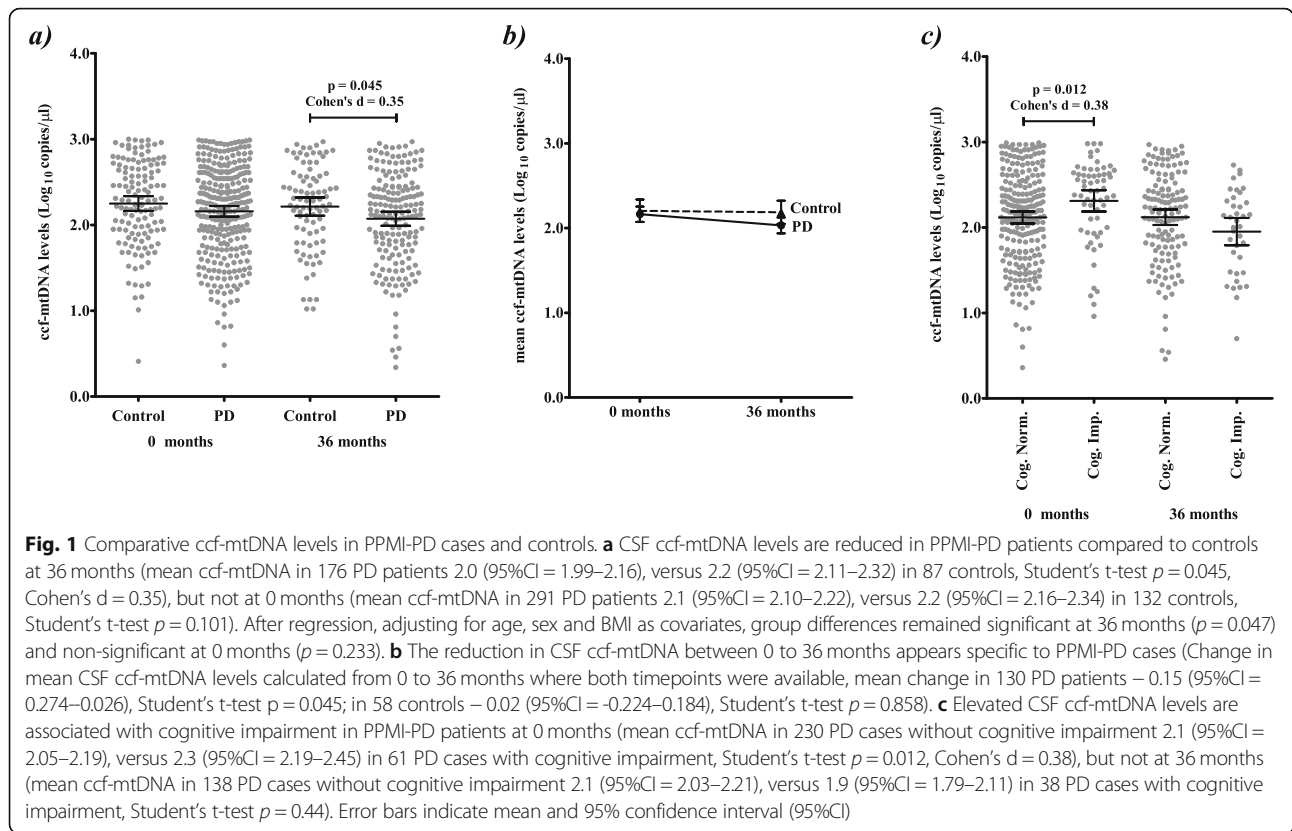 a)
ccf-mtDNA levels (Log10 copies/µl)
4.0
3.0
2.0
1.0
0.0
p = 0.045
Cohen's d = 0.35
Control PD Control PD
0 months 36 months
b)
mean ccf-mtDNA levels (Log10 copies/µl)
4.0
3.0
2.0
1.0
0.0
Control
PD
0 months 36 months
c)
ccf-mtDNA levels (Log10 copies/µl)
4.0
3.0
2.0
1.0
0.0
p = 0.012
Cohen's d = 0.38
Cog. Norm. Cog. Imp. Cog. Norm. Cog. Imp.
0 months 36 months
Fig. 1 Comparative ccf-mtDNA levels in PPMI-PD cases and controls. a CSF ccf-mtDNA levels are reduced in PPMI-PD patients compared to controls
at 36 months (mean ccf-mtDNA in 176 PD patients 2.0 (95%CI = 1.99–2.16), versus 2.2 (95%CI = 2.11–2.32) in 87 controls, Student's t-test p = 0.045,
Cohen's d = 0.35), but not at 0 months (mean ccf-mtDNA in 291 PD patients 2.1 (95%CI = 2.10–2.22), versus 2.2 (95%CI = 2.16–2.34) in 132 controls,
Student's t-test p = 0.101). After regression, adjusting for age, sex and BMI as covariates, group differences remained significant at 36 months (p = 0.047)
and non-significant at 0 months (p = 0.233). b The reduction in CSF ccf-mtDNA between 0 to 36 months appears specific to PPMI-PD cases (Change in
mean CSF ccf-mtDNA levels calculated from 0 to 36 months where both timepoints were available, mean change in 130 PD patients − 0.15 (95%CI =
0.274--0.026), Student's t-test p = 0.045; in 58 controls − 0.02 (95%CI = -0.224–0.184), Student's t-test p = 0.858). c Elevated CSF ccf-mtDNA levels are
associated with cognitive impairment in PPMI-PD patients at 0 months (mean ccf-mtDNA in 230 PD cases without cognitive impairment 2.1 (95%CI =
2.05–2.19), versus 2.3 (95%CI = 2.19–2.45) in 61 PD cases with cognitive impairment, Student's t-test p = 0.012, Cohen's d = 0.38), but not at 36 months
(mean ccf-mtDNA in 138 PD cases without cognitive impairment 2.1 (95%CI = 2.03–2.21), versus 1.9 (95%CI = 1.79–2.11) in 38 PD cases with cognitive
impairment, Student's t-test p = 0.44). Error bars indicate mean and 95% confidence interval (95%CI)